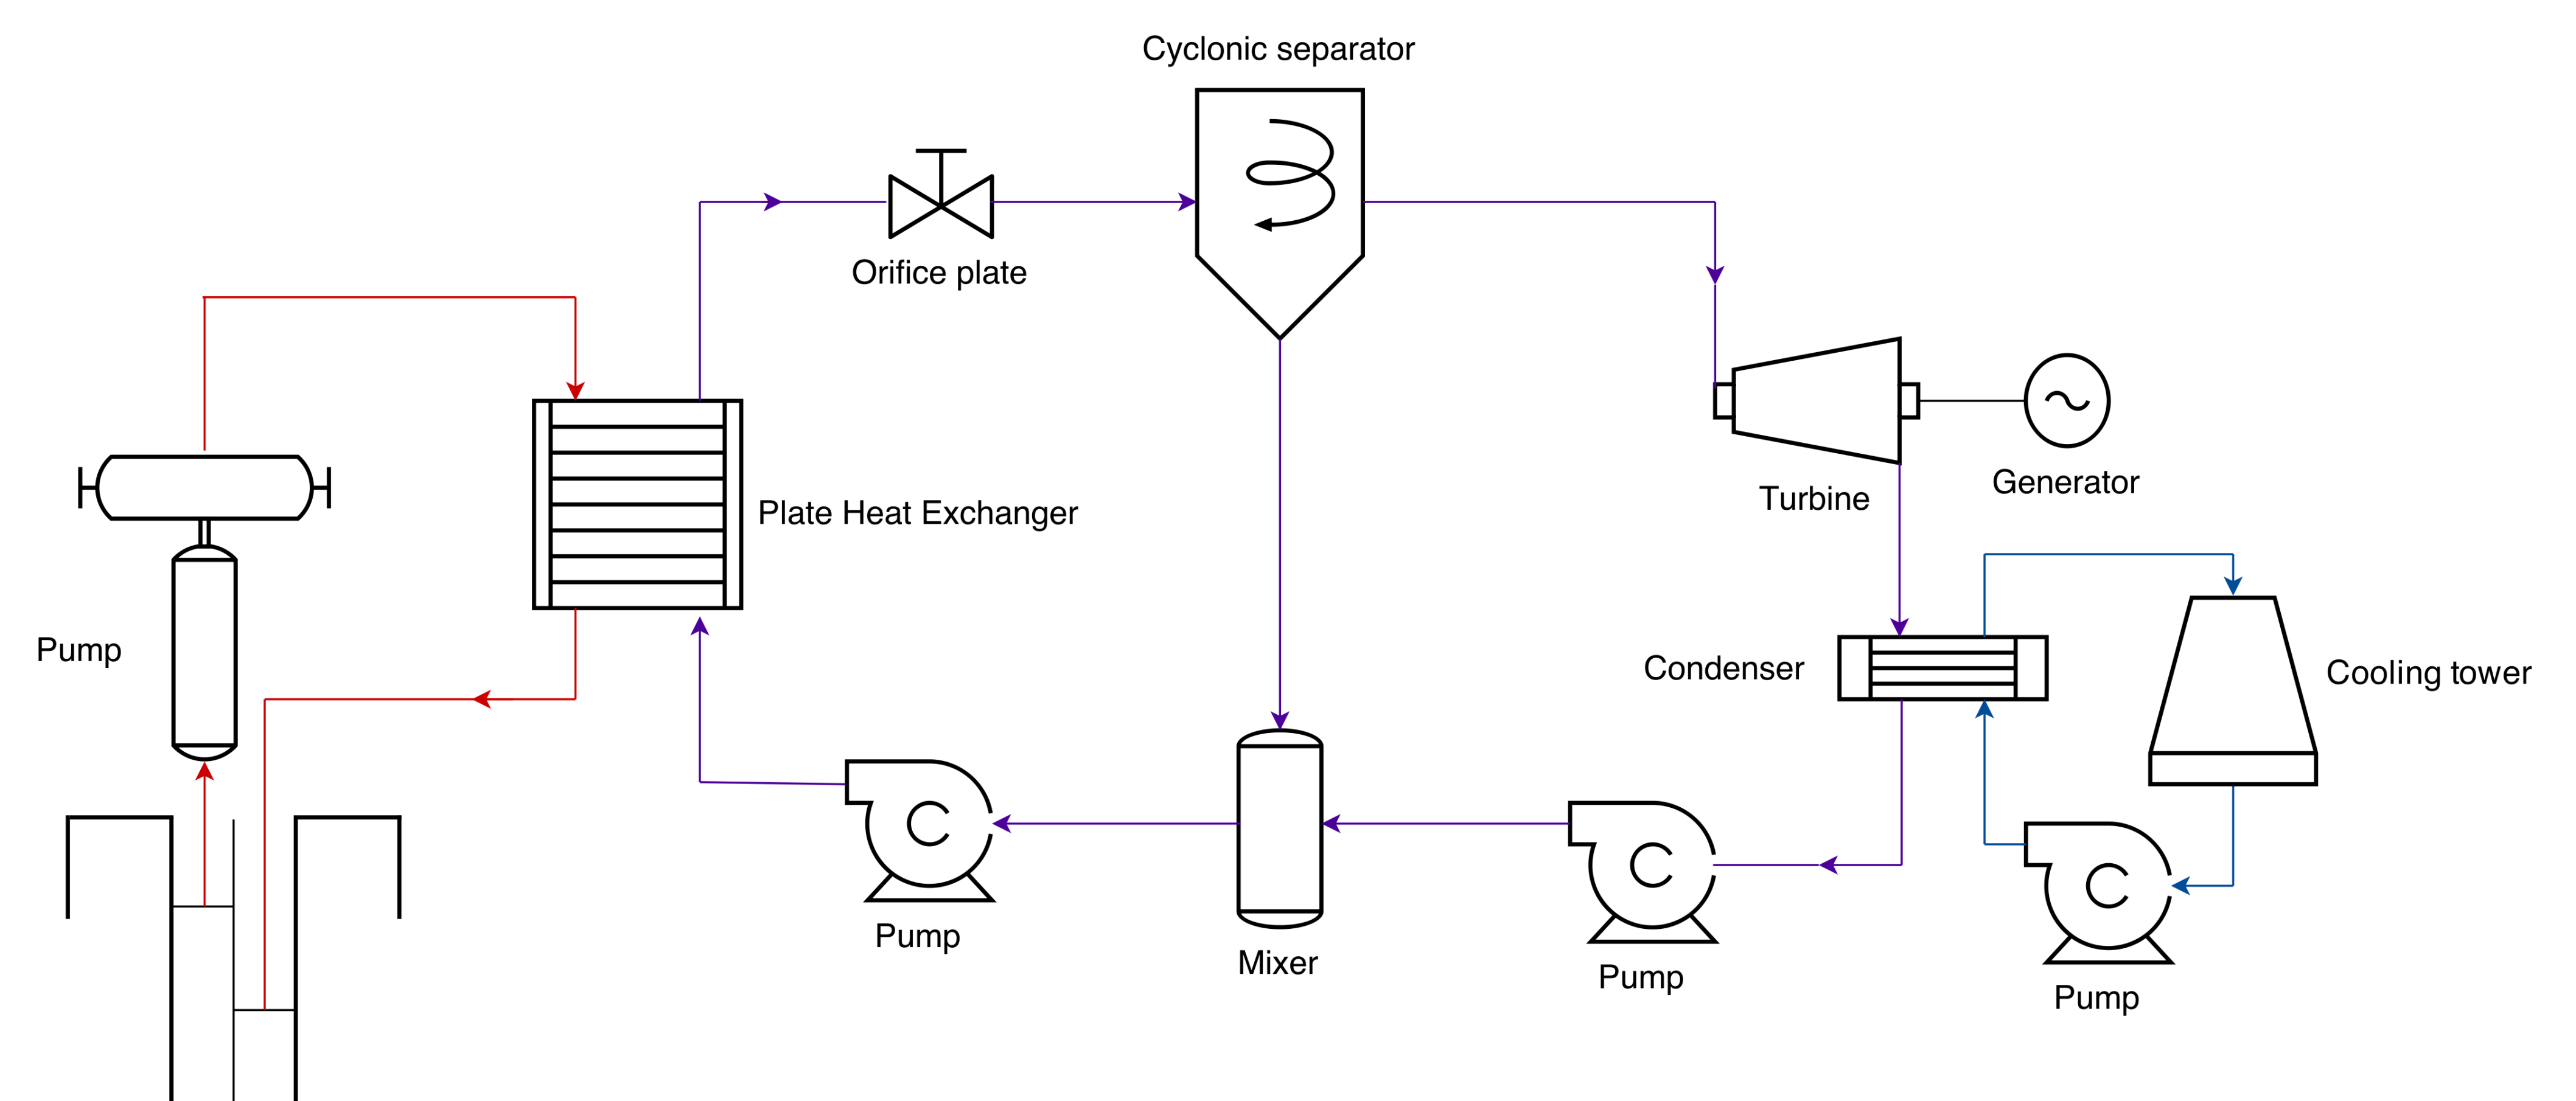 Cyclonic separator
Orifice plate
Plate Heat Exchanger
Turbine
Generator
Pump
Condenser
Cooling tower
Pump
Mixer
Pump
Pump